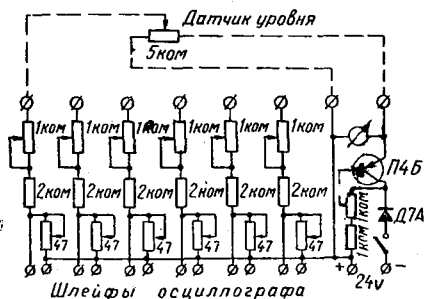 Датчик уровня
5ком
1ком 1ком 1ком 1ком 1ком 1ком
П4Б
2ком 2ком 2ком 2ком 2ком 2ком
1ком
Д7А
47 47 47 47 47 47
1ком
+ 24v −
Шлейфы осциллографа